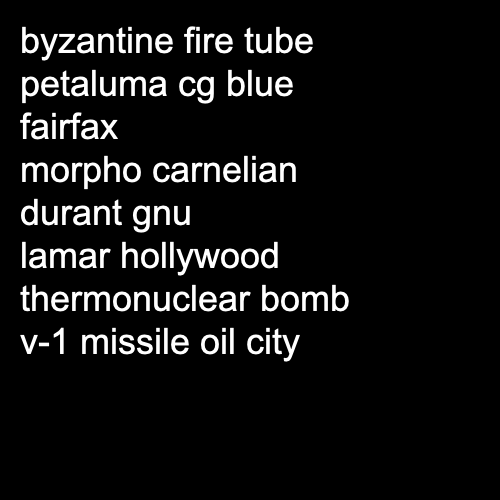 byzantine fire tube
petaluma cg blue
fairfax
morpho carnelian
durant gnu
lamar hollywood
thermonuclear bomb
v-1 missile oil city